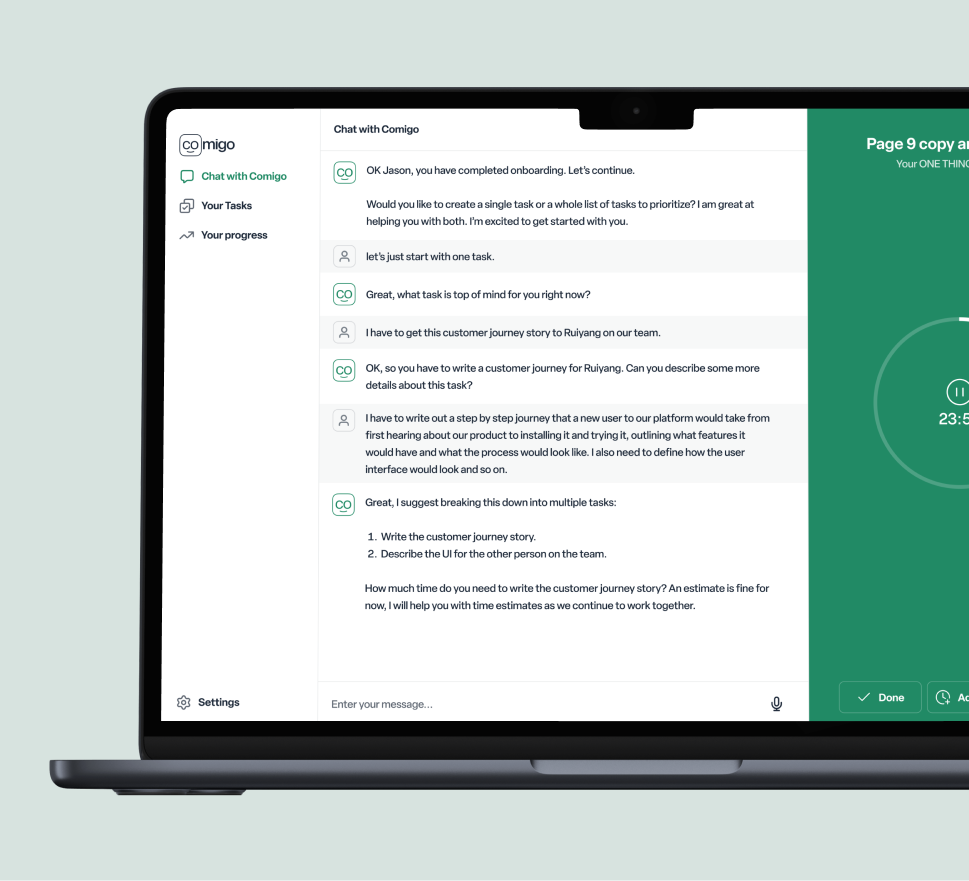 comigo
Chat with Comigo
Your Tasks
Your progress
Settings
Chat with Comigo
CO
OK Jason, you have completed onboarding. Let's continue.
Would you like to create a single task or a whole list of tasks to prioritize? I am great at
helping you with both. I'm excited to get started with you.
let's just start with one task.
CO
Great, what task is top of mind for you right now?
I have to get this customer journey story to Ruiyang on our team.
CO
OK, so you have to write a customer journey for Ruiyang. Can you describe some more
details about this task?
I have to write out a step by step journey that a new user to our platform would take from
first hearing about our product to installing it and trying it, outlining what features it
would have and what the process would look like. I also need to define how the user
interface would look and so on.
CO
Great, I suggest breaking this down into multiple tasks:
1. Write the customer journey story.
2. Describe the UI for the other person on the team.
How much time do you need to write the customer journey story? An estimate is fine for
now, I will help you with time estimates as we continue to work together.
Enter your message...
Page 9 copy
Your ONE THING
23:5
Done